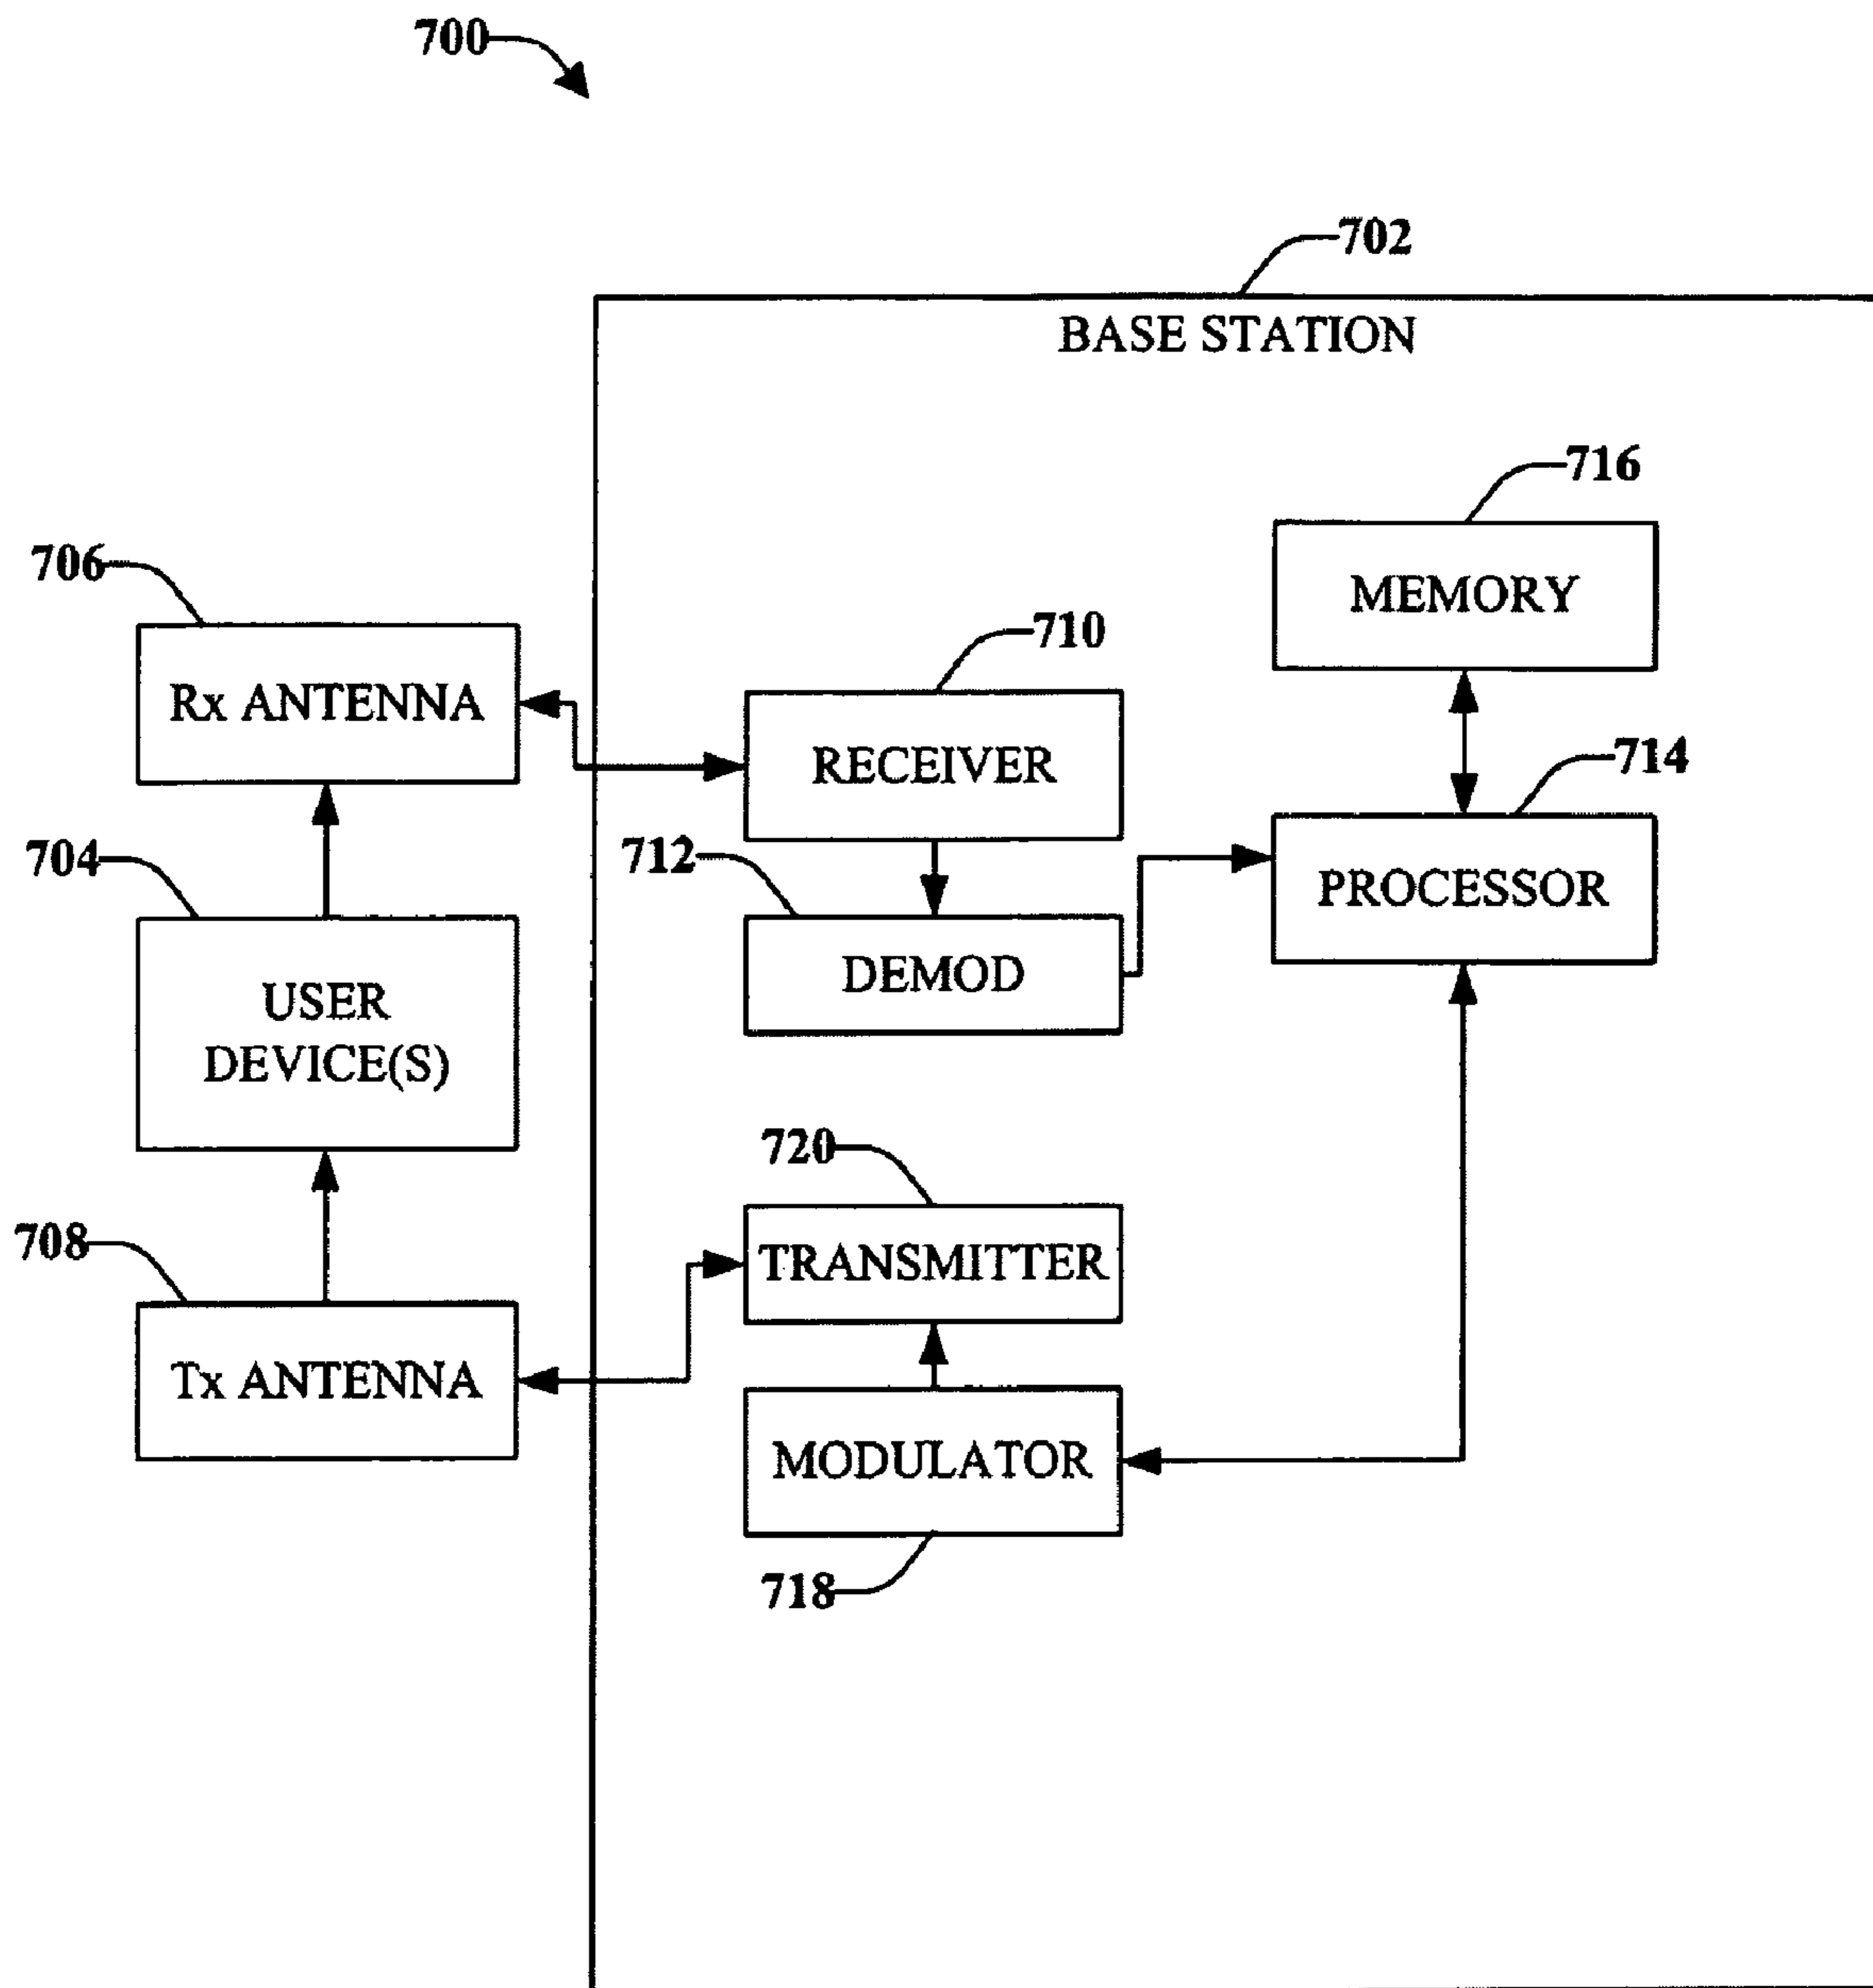 700
702
BASE STATION
716
706
MEMORY
710
Rx ANTENNA
714
RECEIVER
704
712
PROCESSOR
DEMOD
USER
DEVICE(S)
720
708
TRANSMITTER
Tx ANTENNA
MODULATOR
718